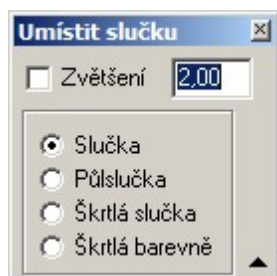 Umístit slučku
Zvětšení 2,00
Slučka
Půlslučka
Škrtlá slučka
Škrtlá barevně